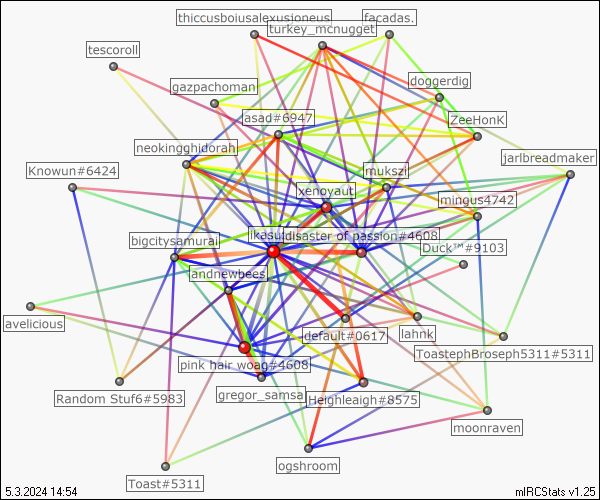 thiccusboiusalexusioneus
facadas.
turkey_mcnugget
tescoroll
doggerdig
gazpachoman
asad#6947
ZeeHonK
neokingghidorah
jarlbreadmaker
mukszi
Knowun#6424
xenoyaut
mingus4742
disaster of passion#4608
bigcitysamurai
Duck™#9103
andnewbees
avelicious
default#0617
lahnk
ToastephBroseph5311#5311
pink hair woag#4608
Random Stuf6#5983
gregor_samsa
Heighleaigh#8575
moonraven
ogshroom
Toast#5311
5.3.2024 14:54
mIRCStats v1.25